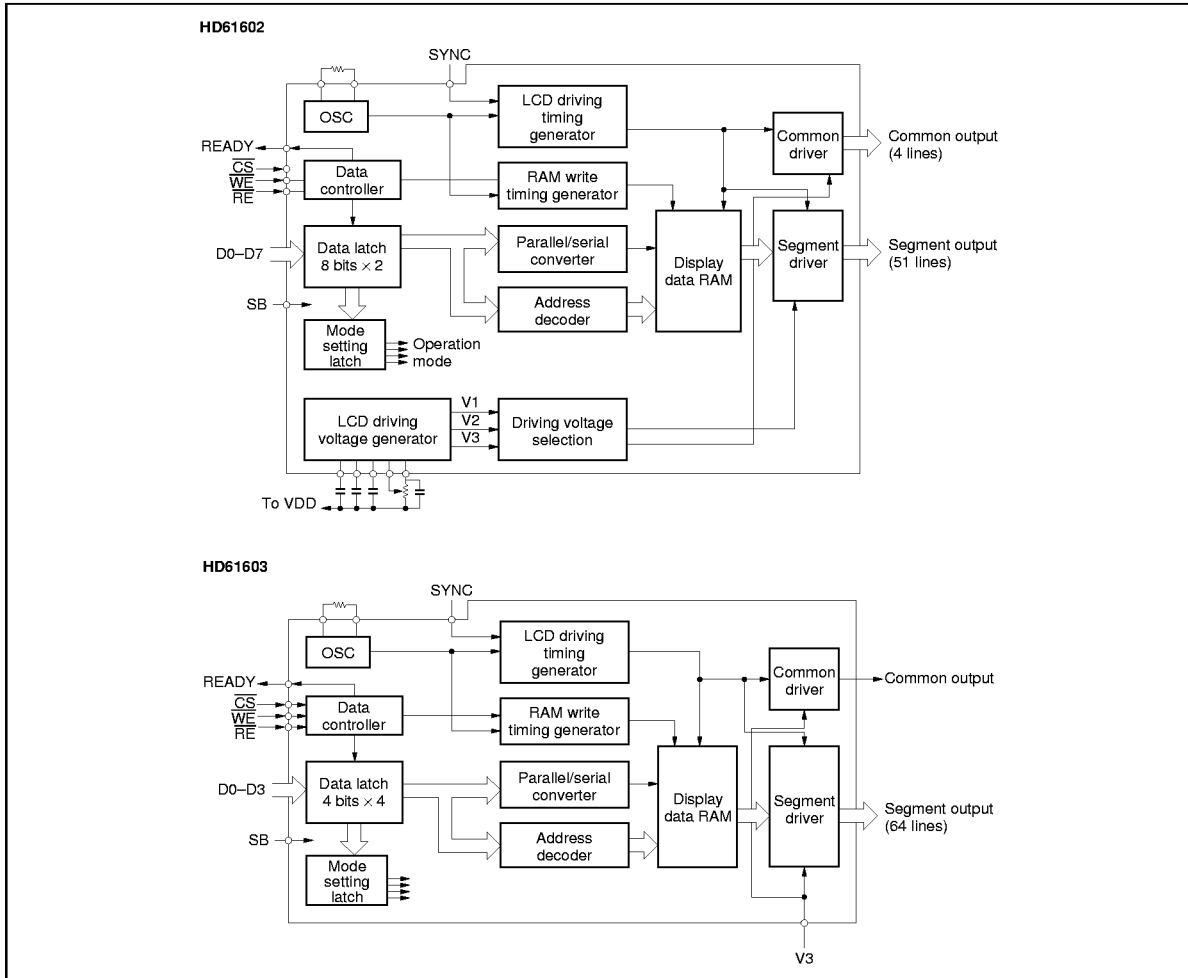 HD61602
SYNC
OSC
LCD driving
timing
generator
Common
driver
Common output
(4 lines)
READY
CS
WE
RE
Data
controller
RAM write
timing generator
D0–D7
Data latch
8 bits × 2
Parallel/serial
converter
Display
data RAM
Segment
driver
Segment output
(51 lines)
SB
Address
decoder
Mode
setting
latch
Operation
mode
LCD driving
voltage generator
V1
V2
V3
Driving voltage
selection
To VDD
HD61603
SYNC
OSC
LCD driving
timing
generator
Common
driver
Common output
READY
CS
WE
RE
Data
controller
RAM write
timing generator
D0–D3
Data latch
4 bits × 4
Parallel/serial
converter
Display
data RAM
Segment
driver
Segment output
(64 lines)
SB
Address
decoder
Mode
setting
latch
V3